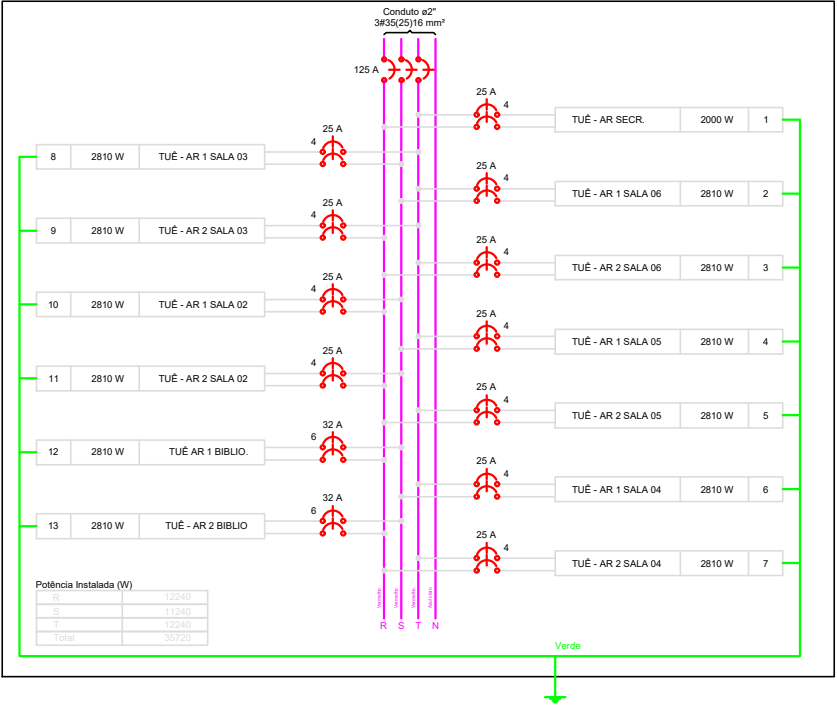 Conduto ø2"
3#35(25)16 mm²
125 A
25 A
4
TUÊ - AR SECR. 2000 W 1
25 A
4
8 2810 W TUÊ - AR 1 SALA 03
25 A
4
TUÊ - AR 1 SALA 06 2810 W 2
25 A
4
9 2810 W TUÊ - AR 2 SALA 03
25 A
4
TUÊ - AR 2 SALA 06 2810 W 3
25 A
4
10 2810 W TUÊ - AR 1 SALA 02
25 A
4
TUÊ - AR 1 SALA 05 2810 W 4
25 A
4
11 2810 W TUÊ - AR 2 SALA 02
25 A
4
TUÊ - AR 2 SALA 05 2810 W 5
32 A
6
12 2810 W TUÊ AR 1 BIBLIO.
25 A
4
TUÊ - AR 1 SALA 04 2810 W 6
32 A
6
13 2810 W TUÊ - AR 2 BIBLIO
25 A
4
TUÊ - AR 2 SALA 04 2810 W 7
Potência Instalada (W)
R 12240
S 11240
T 12240
Total 35720
Vermelho
Vermelho
Vermelho
Azul claro
R S T N
Verde